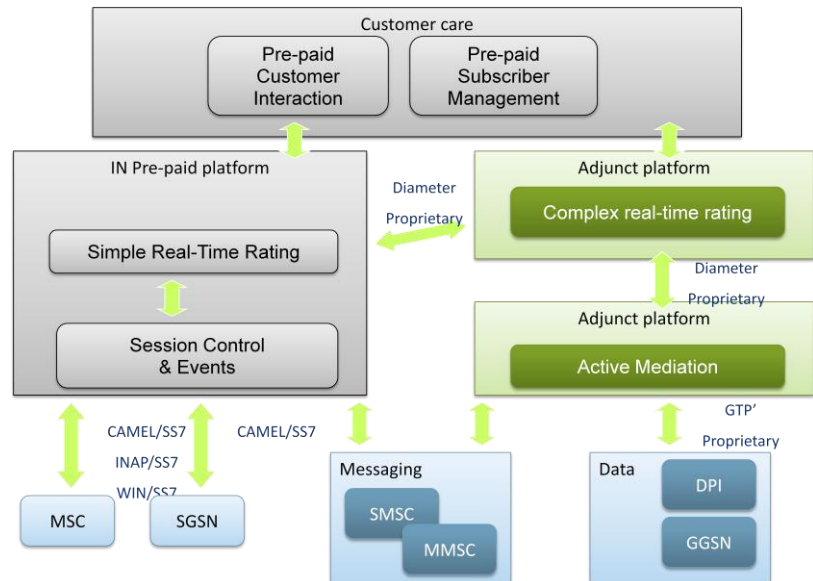 Customer care
Pre-paid
Customer
Interaction
Pre-paid
Subscriber
Management
IN Pre-paid platform
Simple Real-Time Rating
Session Control
& Events
Diameter
Proprietary
Adjunct platform
Complex real-time rating
Diameter
Proprietary
Adjunct platform
Active Mediation
CAMEL/SS7
INAP/SS7
WIN/SS7
CAMEL/SS7
GTP'
Proprietary
MSC
SGSN
Messaging
SMSC
MMSC
Data
DPI
GGSN